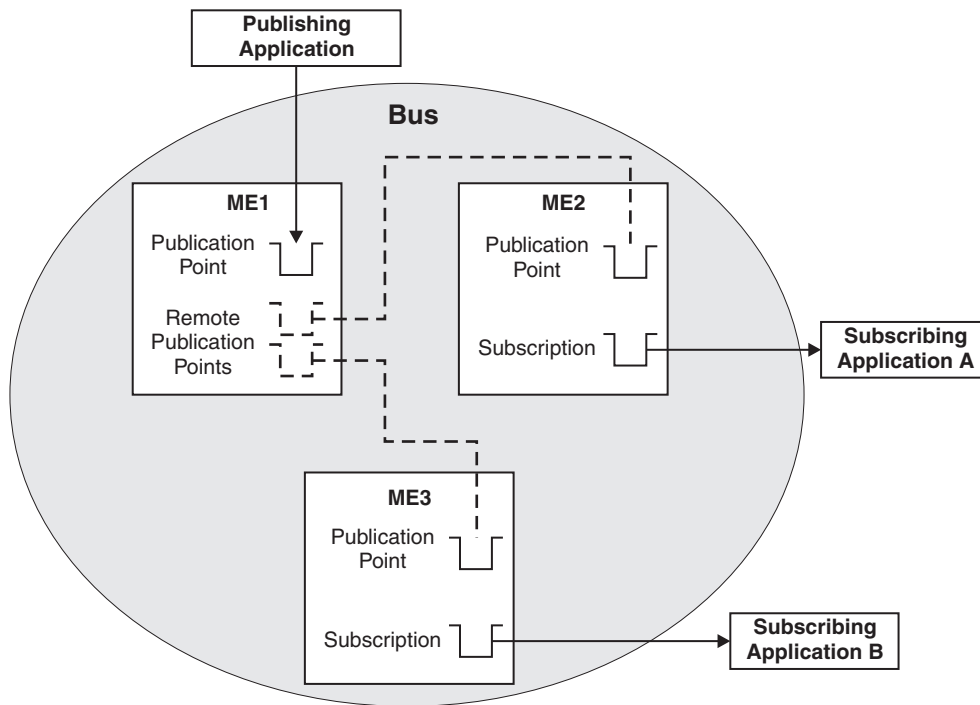 Publishing
Application
Bus
ME1
Publication
Point
Remote
Publication
Points
ME2
Publication
Point
Subscription
Subscribing
Application A
ME3
Publication
Point
Subscription
Subscribing
Application B